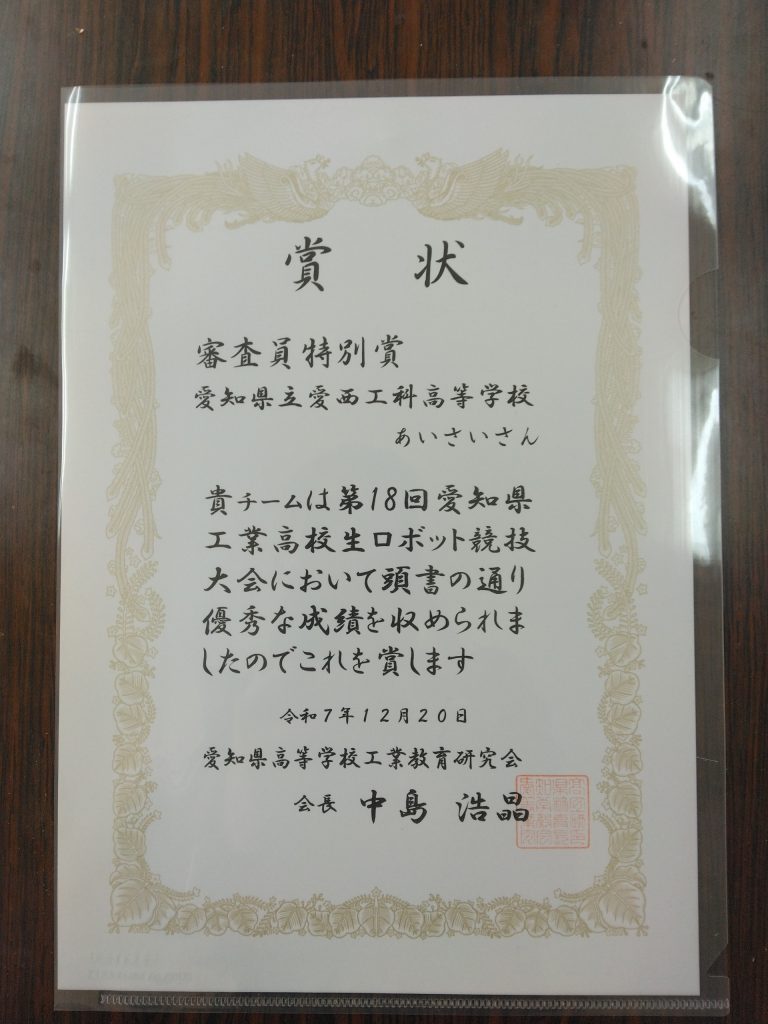 賞状
審査員特別賞
愛知県立愛西工科高等学校
あいさいさん
貴チームは第18回愛知県
工業高校生ロボット競技
大会において頭書の通り
優秀な成績を収められま
したのでこれを賞します
令和7年12月20日
愛知県高等学校工業教育研究会
会長 中島 浩晶